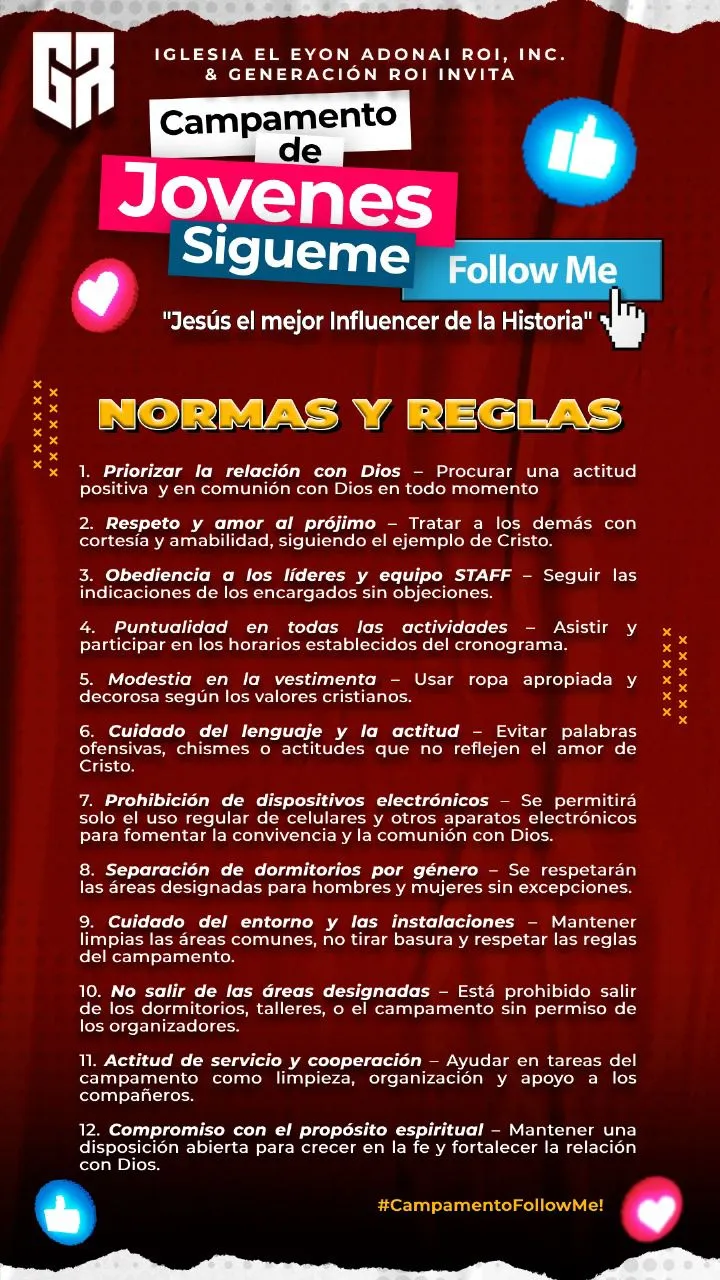 GR
IGLESIA EL EYON ADONAI ROI, INC.
& GENERACIÓN ROI INVITA
Campamento
de
Jovenes
Sigueme
Follow Me
"Jesús el mejor Influencer de la Historia"
NORMAS Y REGLAS
1. Priorizar la relación con Dios – Procurar una actitud
positiva y en comunión con Dios en todo momento
2. Respeto y amor al prójimo – Tratar a los demás con
cortesía y amabilidad, siguiendo el ejemplo de Cristo.
3. Obediencia a los líderes y equipo STAFF – Seguir las
indicaciones de los encargados sin objeciones.
4. Puntualidad en todas las actividades – Asistir y
participar en los horarios establecidos del cronograma.
5. Modestia en la vestimenta – Usar ropa apropiada y
decorosa según los valores cristianos.
6. Cuidado del lenguaje y la actitud – Evitar palabras
ofensivas, chismes o actitudes que no reflejen el amor de
Cristo.
7. Prohibición de dispositivos electrónicos – Se permitirá
solo el uso regular de celulares y otros aparatos electrónicos
para fomentar la convivencia y la comunión con Dios.
8. Separación de dormitorios por género – Se respetarán
las áreas designadas para hombres y mujeres sin excepciones.
9. Cuidado del entorno y las instalaciones – Mantener
limpias las áreas comunes, no tirar basura y respetar las reglas
del campamento.
10. No salir de las áreas designadas – Está prohibido salir
de los dormitorios, talleres, o el campamento sin permiso de
los organizadores.
11. Actitud de servicio y cooperación – Ayudar en tareas del
campamento como limpieza, organización y apoyo a los
compañeros.
12. Compromiso con el propósito espiritual – Mantener una
disposición abierta para crecer en la fe y fortalecer la relación
con Dios.
#CampamentoFollowMe!